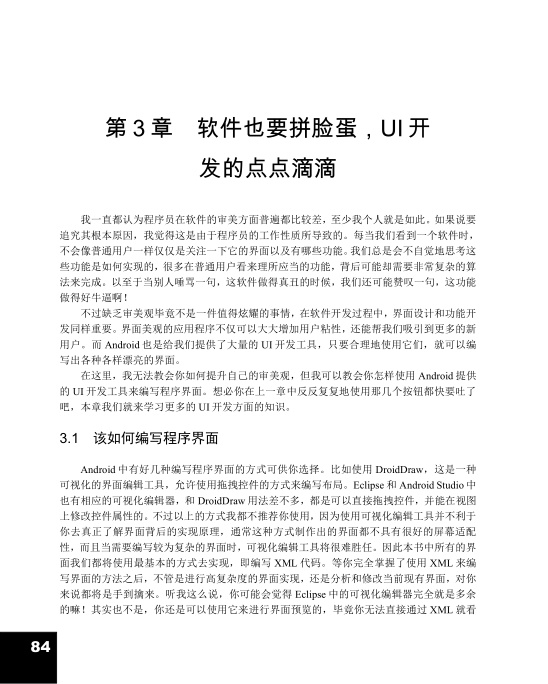 第 3 章　软件也要拼脸蛋，UI 开
发的点点滴滴
我一直都认为程序员在软件的审美方面普遍都比较差，至少我个人就是如此。如果说要
追究其根本原因，我觉得这是由于程序员的工作性质所导致的。每当我们看到一个软件时，
不会像普通用户一样仅仅是关注一下它的界面以及有哪些功能。我们总是会不自觉地思考这
些功能是如何实现的，很多在普通用户看来理所应当的功能，背后可能却需要非常复杂的算
法来完成。以至于当别人唾骂一句，这软件做得真丑的时候，我们还可能赞叹一句，这功能
做得好牛逼啊！
不过缺乏审美观毕竟不是一件值得炫耀的事情，在软件开发过程中，界面设计和功能开
发同样重要。界面美观的应用程序不仅可以大大增加用户粘性，还能帮我们吸引到更多的新
用户。而 Android 也是给我们提供了大量的 UI 开发工具，只要合理地使用它们，就可以编
写出各种各样漂亮的界面。
在这里，我无法教会你如何提升自己的审美观，但我可以教会你怎样使用 Android 提供
的 UI 开发工具来编写程序界面。想必你在上一章中反反复复地使用那几个按钮都快要吐了
吧，本章我们就来学习更多的 UI 开发方面的知识。
3.1　该如何编写程序界面
Android 中有好几种编写程序界面的方式可供你选择。比如使用 DroidDraw，这是一种
可视化的界面编辑工具，允许使用拖拽控件的方式来编写布局。Eclipse 和 Android Studio 中
也有相应的可视化编辑器，和 DroidDraw 用法差不多，都是可以直接拖拽控件，并能在视图
上修改控件属性的。不过以上的方式我都不推荐你使用，因为使用可视化编辑工具并不利于
你去真正了解界面背后的实现原理，通常这种方式制作出的界面都不具有很好的屏幕适配
性，而且当需要编写较为复杂的界面时，可视化编辑工具将很难胜任。因此本书中所有的界
面我们都将使用最基本的方式去实现，即编写 XML 代码。等你完全掌握了使用 XML 来编
写界面的方法之后，不管是进行高复杂度的界面实现，还是分析和修改当前现有界面，对你
来说都将是手到擒来。听我这么说，你可能会觉得 Eclipse 中的可视化编辑器完全就是多余
的嘛！其实也不是，你还是可以使用它来进行界面预览的，毕竟你无法直接通过 XML 就看
84